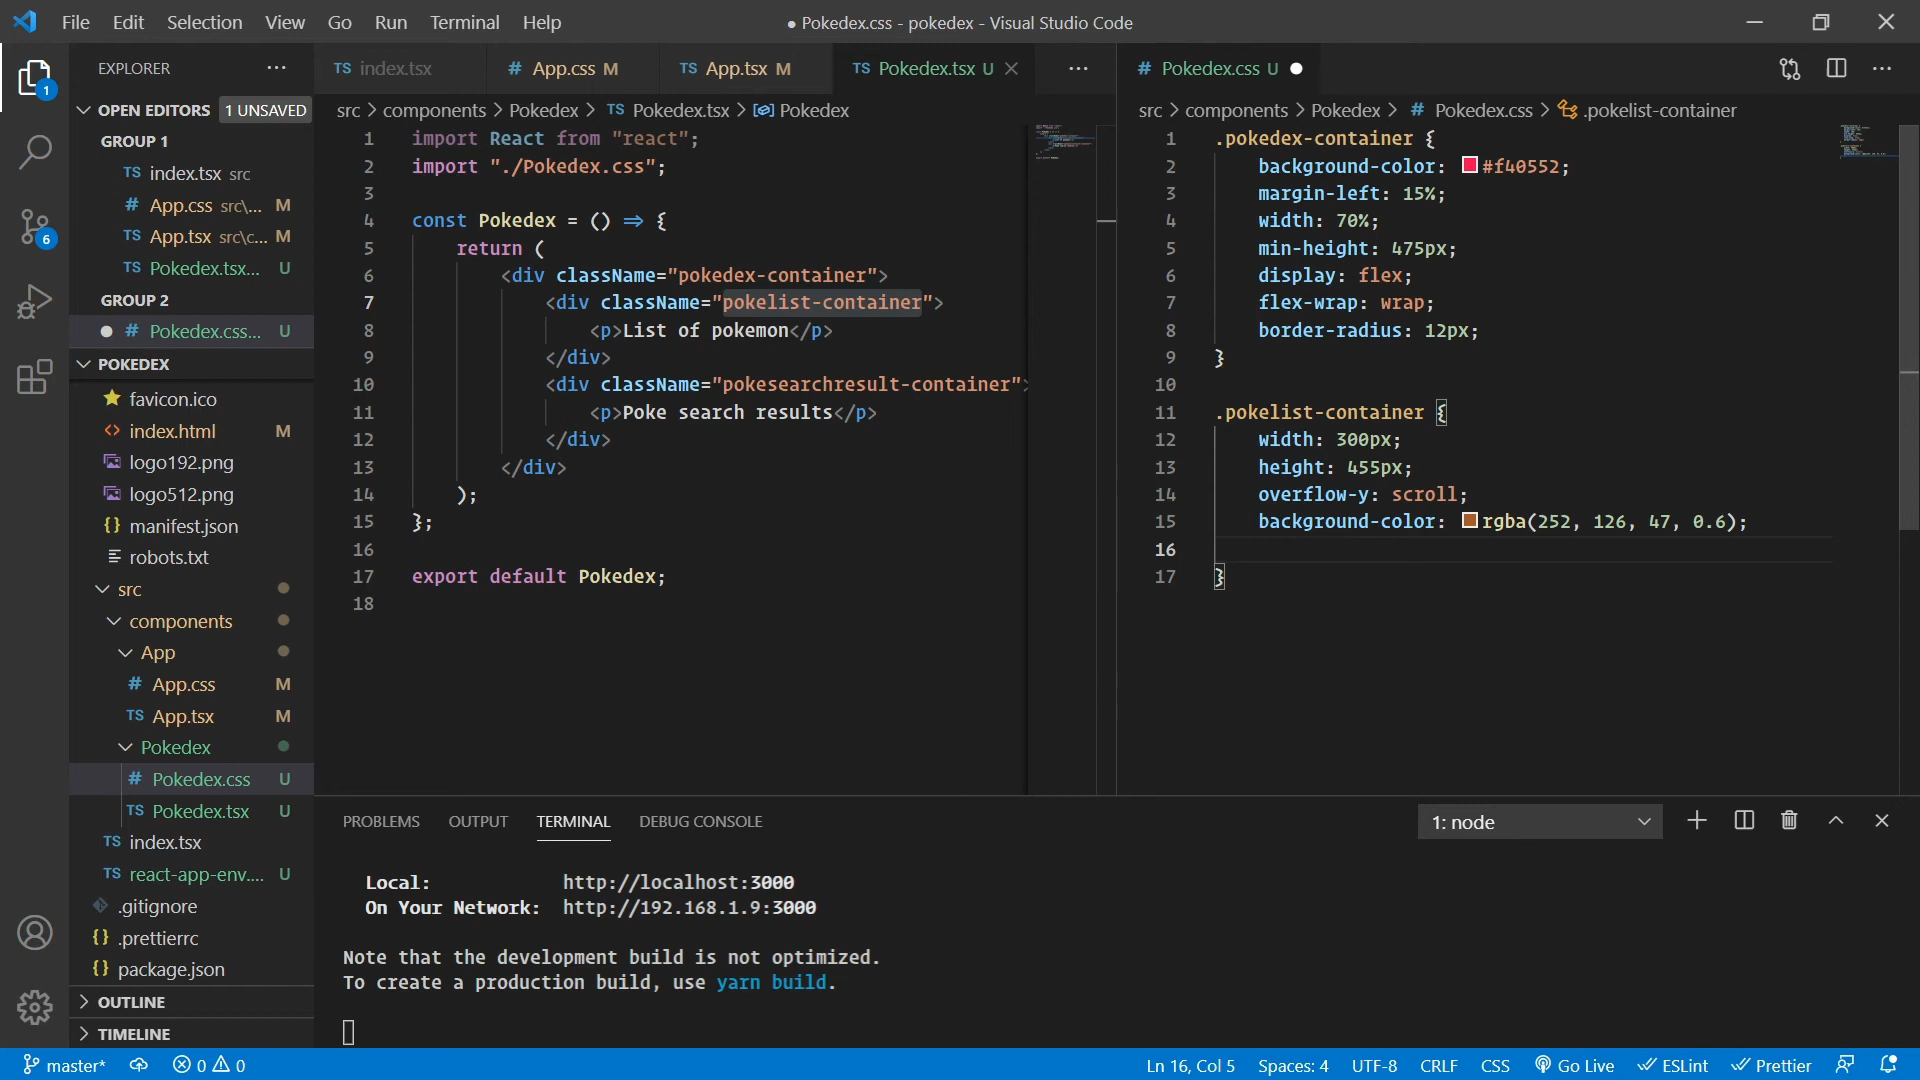 File Edit Selection View Go Run Terminal Help
● Pokedex.css - pokedex - Visual Studio Code
EXPLORER
OPEN EDITORS 1 UNSAVED
GROUP 1
TS index.tsx src
# App.css src\... M
TS App.tsx src\c... M
TS Pokedex.tsx... U
GROUP 2
● # Pokedex.css... U
POKEDEX
favicon.ico
<> index.html M
logo192.png
logo512.png
{} manifest.json
robots.txt
src
components
App
# App.css M
TS App.tsx M
Pokedex
# Pokedex.css U
TS Pokedex.tsx U
TS index.tsx
TS react-app-env.... U
.gitignore
{} .prettierrc
{} package.json
OUTLINE
TIMELINE
1
6
TS index.tsx # App.css M TS App.tsx M TS Pokedex.tsx U
src > components > Pokedex > TS Pokedex.tsx > Pokedex
1 import React from "react";
2 import "./Pokedex.css";
3
4 const Pokedex = () => {
5 return (
6 <div className="pokedex-container">
7 <div className="pokelist-container">
8 <p>List of pokemon</p>
9 </div>
10 <div className="pokesearchresult-container">
11 <p>Poke search results</p>
12 </div>
13 </div>
14 );
15 };
16
17 export default Pokedex;
18
# Pokedex.css U ●
src > components > Pokedex > # Pokedex.css > .pokelist-container
1 .pokedex-container {
2 background-color: #f40552;
3 margin-left: 15%;
4 width: 70%;
5 min-height: 475px;
6 display: flex;
7 flex-wrap: wrap;
8 border-radius: 12px;
9 }
10
11 .pokelist-container {
12 width: 300px;
13 height: 455px;
14 overflow-y: scroll;
15 background-color: rgba(252, 126, 47, 0.6);
16
17 }
PROBLEMS OUTPUT TERMINAL DEBUG CONSOLE
1: node
Local: http://localhost:3000
On Your Network: http://192.168.1.9:3000
Note that the development build is not optimized.
To create a production build, use yarn build.
master* 0 0
Ln 16, Col 5 Spaces: 4 UTF-8 CRLF CSS Go Live ESLint Prettier